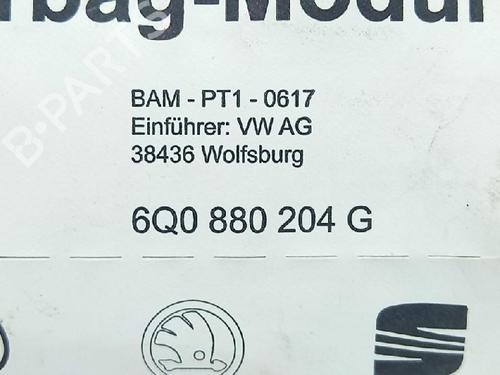 rbag-Modul
BAM - PT1 - 0617
Einführer: VW AG
38436 Wolfsburg
6Q0 880 204 G
B-PARTS